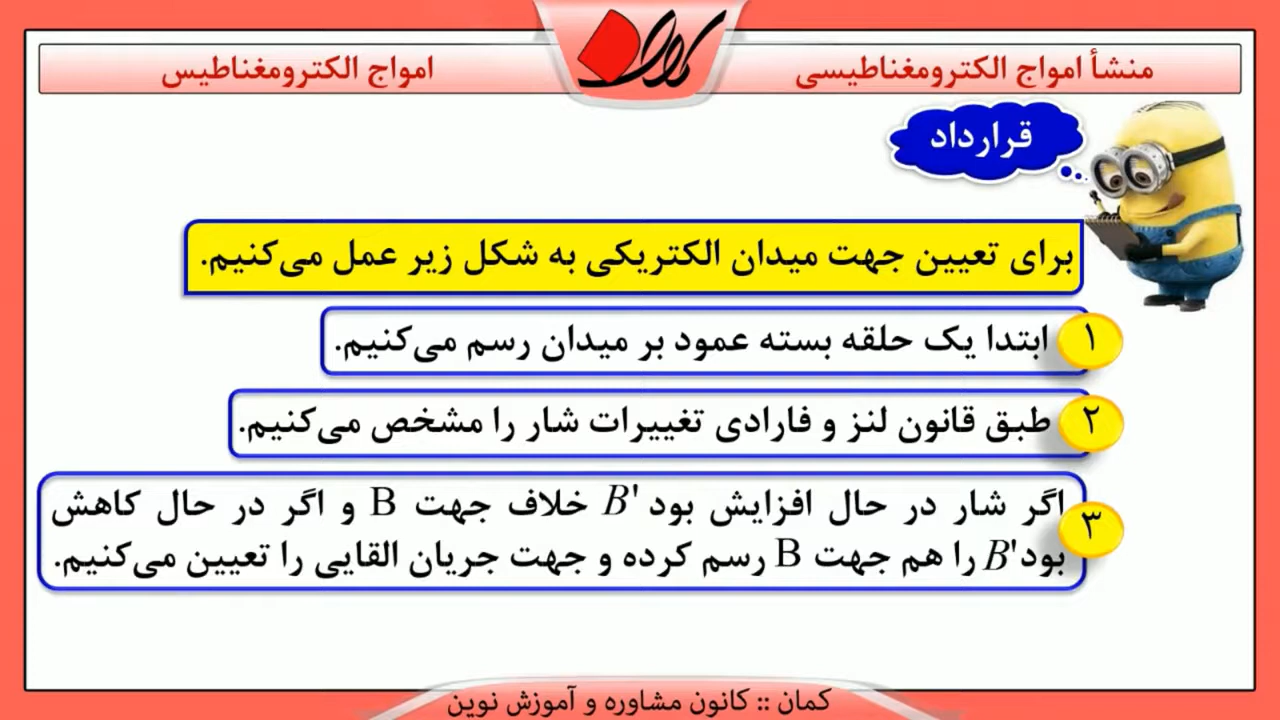 منشأ امواج الکترومغناطیسی
امواج الکترومغناطیس
کمان
قرارداد
برای تعیین جهت میدان الکتریکی به شکل زیر عمل می‌کنیم.
۱ ابتدا یک حلقه بسته عمود بر میدان رسم می‌کنیم.
۲ طبق قانون لنز و فارادی تغییرات شار را مشخص می‌کنیم.
۳ اگر شار در حال افزایش بود B' خلاف جهت B و اگر در حال کاهش
بود B' را هم جهت B رسم کرده و جهت جریان القایی را تعیین می‌کنیم.
کمان :: کانون مشاوره و آموزش نوین